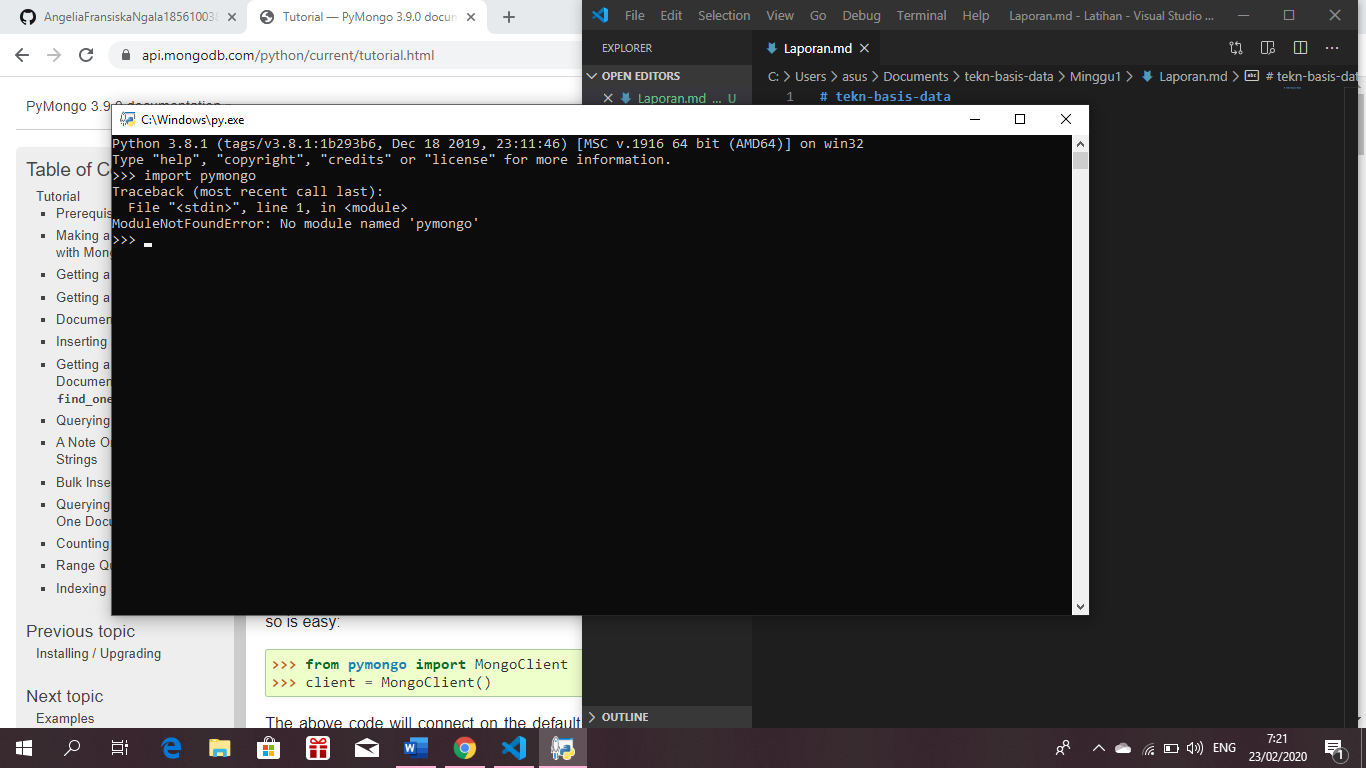 AngeliaFransiskaNgala185610038
Tutorial — PyMongo 3.9.0 docum
api.mongodb.com/python/current/tutorial.html
PyMongo 3.9.0 documentation
Table of C
Tutorial
Prerequis
Making a
with Mong
Getting a
Getting a
Documen
Inserting
Getting a
Documen
find_one
Querying
A Note O
Strings
Bulk Inse
Querying
One Docu
Counting
Range Qu
Indexing
Previous topic
Installing / Upgrading
Next topic
Examples
so is easy:
>>> from pymongo import MongoClient
>>> client = MongoClient()
The above code will connect on the default
File Edit Selection View Go Debug Terminal Help Laporan.md - Latihan - Visual Studio ...
EXPLORER
Laporan.md
OPEN EDITORS
C: > Users > asus > Documents > tekn-basis-data > Minggu1 > Laporan.md > # tekn-basis-dat
Laporan.md ... U
1 # tekn-basis-data
OUTLINE
C:\Windows\py.exe
Python 3.8.1 (tags/v3.8.1:1b293b6, Dec 18 2019, 23:11:46) [MSC v.1916 64 bit (AMD64)] on win32
Type "help", "copyright", "credits" or "license" for more information.
>>> import pymongo
Traceback (most recent call last):
  File "<stdin>", line 1, in <module>
ModuleNotFoundError: No module named 'pymongo'
>>>
ENG
7:21
23/02/2020
1